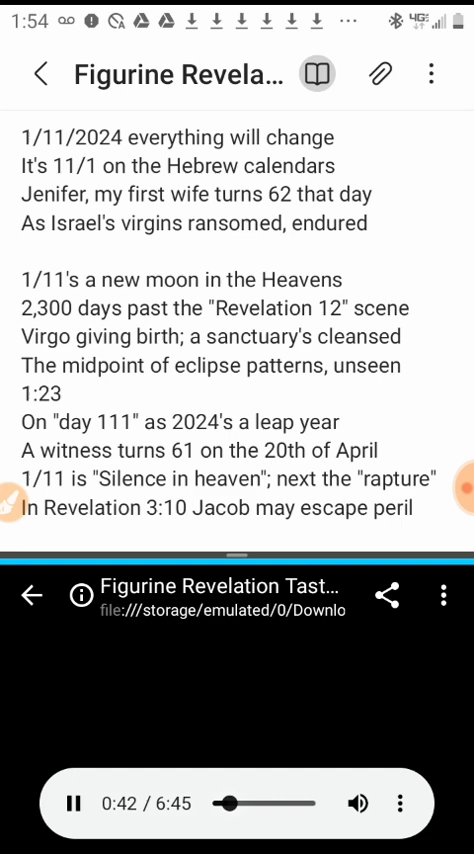 1:54
4G
Figurine Revela...
1/11/2024 everything will change
It's 11/1 on the Hebrew calendars
Jenifer, my first wife turns 62 that day
As Israel's virgins ransomed, endured
1/11's a new moon in the Heavens
2,300 days past the "Revelation 12" scene
Virgo giving birth; a sanctuary's cleansed
The midpoint of eclipse patterns, unseen
1:23
On "day 111" as 2024's a leap year
A witness turns 61 on the 20th of April
1/11 is "Silence in heaven"; next the "rapture"
In Revelation 3:10 Jacob may escape peril
Figurine Revelation Tast...
file:///storage/emulated/0/Downlo
0:42 / 6:45